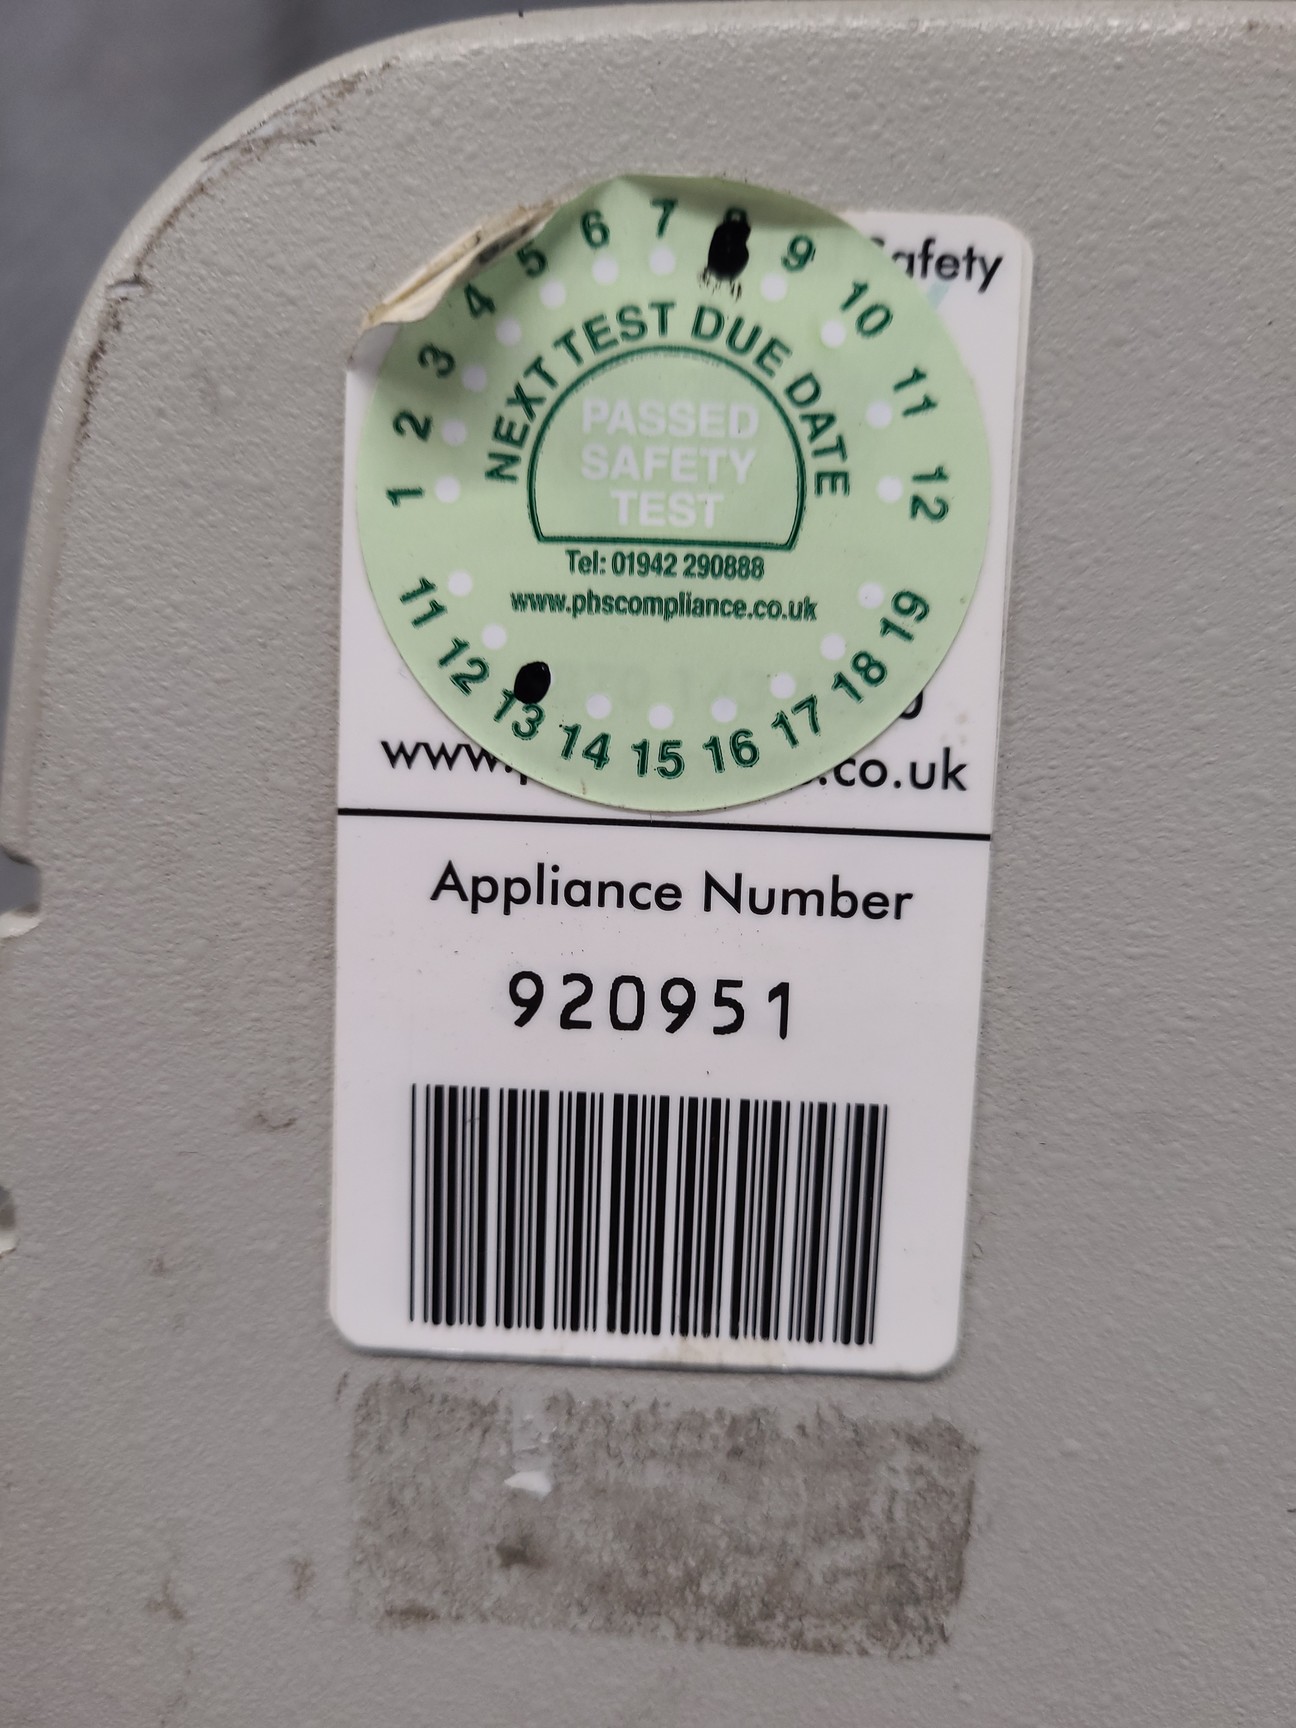 1 2 3 4 5 6 7 8 9 10 11 12
NEXT TEST DUE DATE
PASSED
SAFETY
TEST
Tel: 01942 290888
www.phscompliance.co.uk
11 12 13 14 15 16 17 18 19
www.
.co.uk
Appliance Number
920951